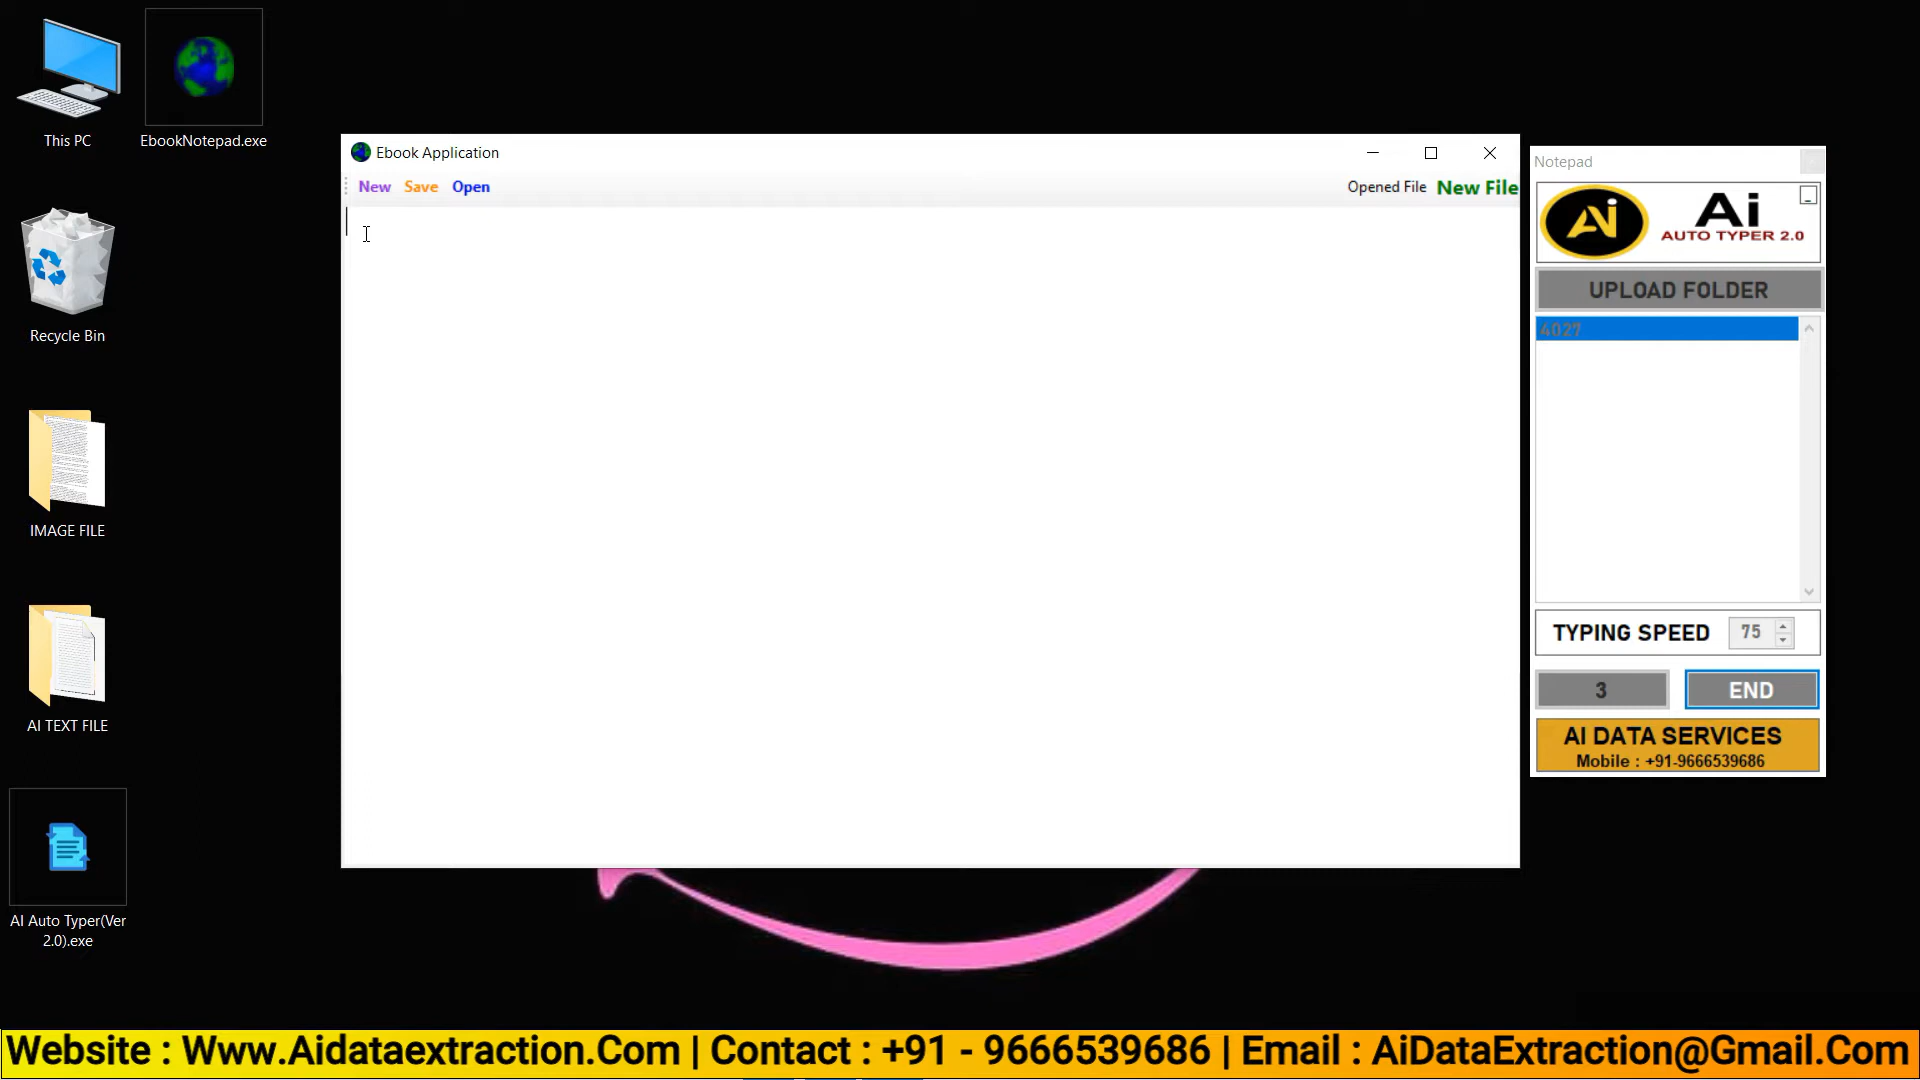 This PC
EbookNotepad.exe
Recycle Bin
IMAGE FILE
AI TEXT FILE
AI Auto Typer(Ver
2.0).exe
Ebook Application
New Save Open
Opened File New File
Notepad
Ai
Ai
AUTO TYPER 2.0
UPLOAD FOLDER
4027
TYPING SPEED 75
3 END
AI DATA SERVICES
Mobile : +91-9666539686
Website : Www.Aidataextraction.Com | Contact : +91 - 9666539686 | Email : AiDataExtraction@Gmail.Com